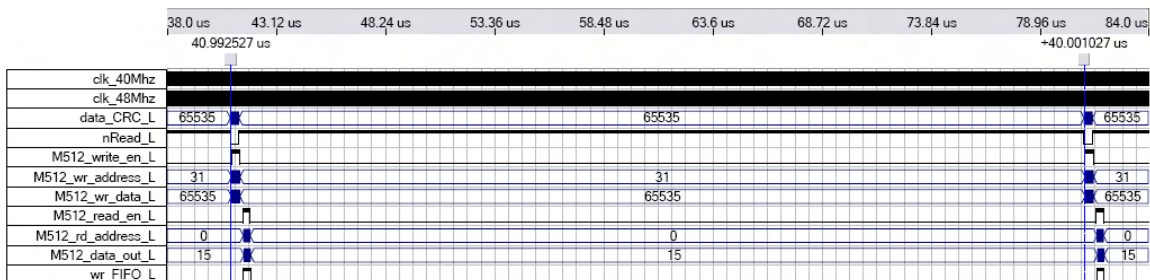 38.0 us 43.12 us 48.24 us 53.36 us 58.48 us 63.6 us 68.72 us 73.84 us 78.96 us 84.0 us
40.992527 us +40.001027 us
clk_40Mhz
clk_48Mhz
data_CRC_L 65535 65535 65535
nRead_L
M512_write_en_L
M512_wr_address_L 31 31 31
M512_wr_data_L 65535 65535 65535
M512_read_en_L
M512_rd_address_L 0 0 0
M512_data_out_L 15 15 15
wr_FIFO_L